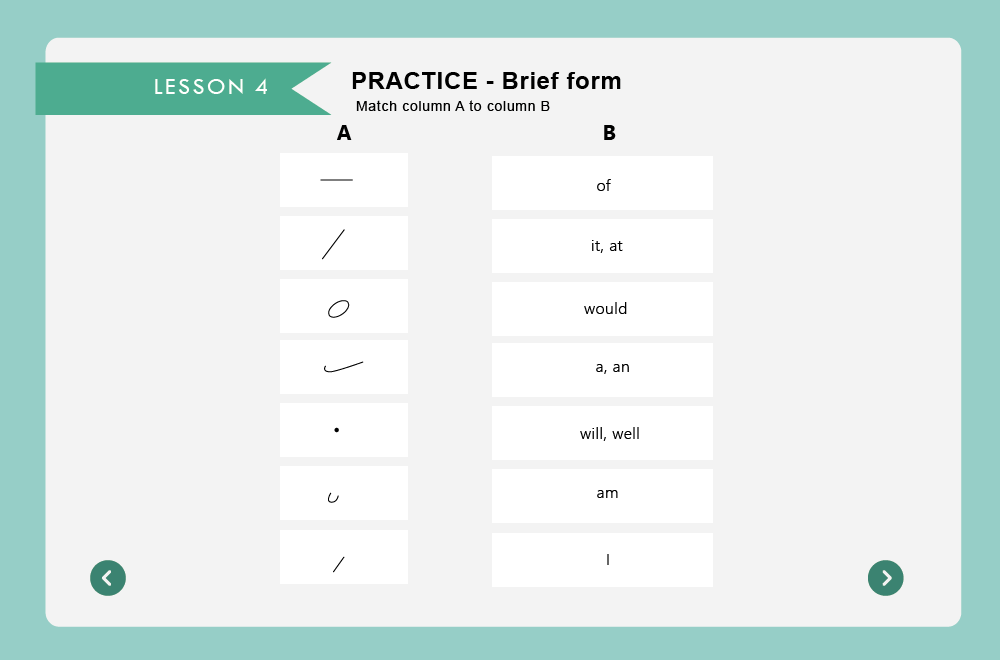 LESSON 4
PRACTICE - Brief form
Match column A to column B
A
B
of
it, at
would
a, an
will, well
am
I